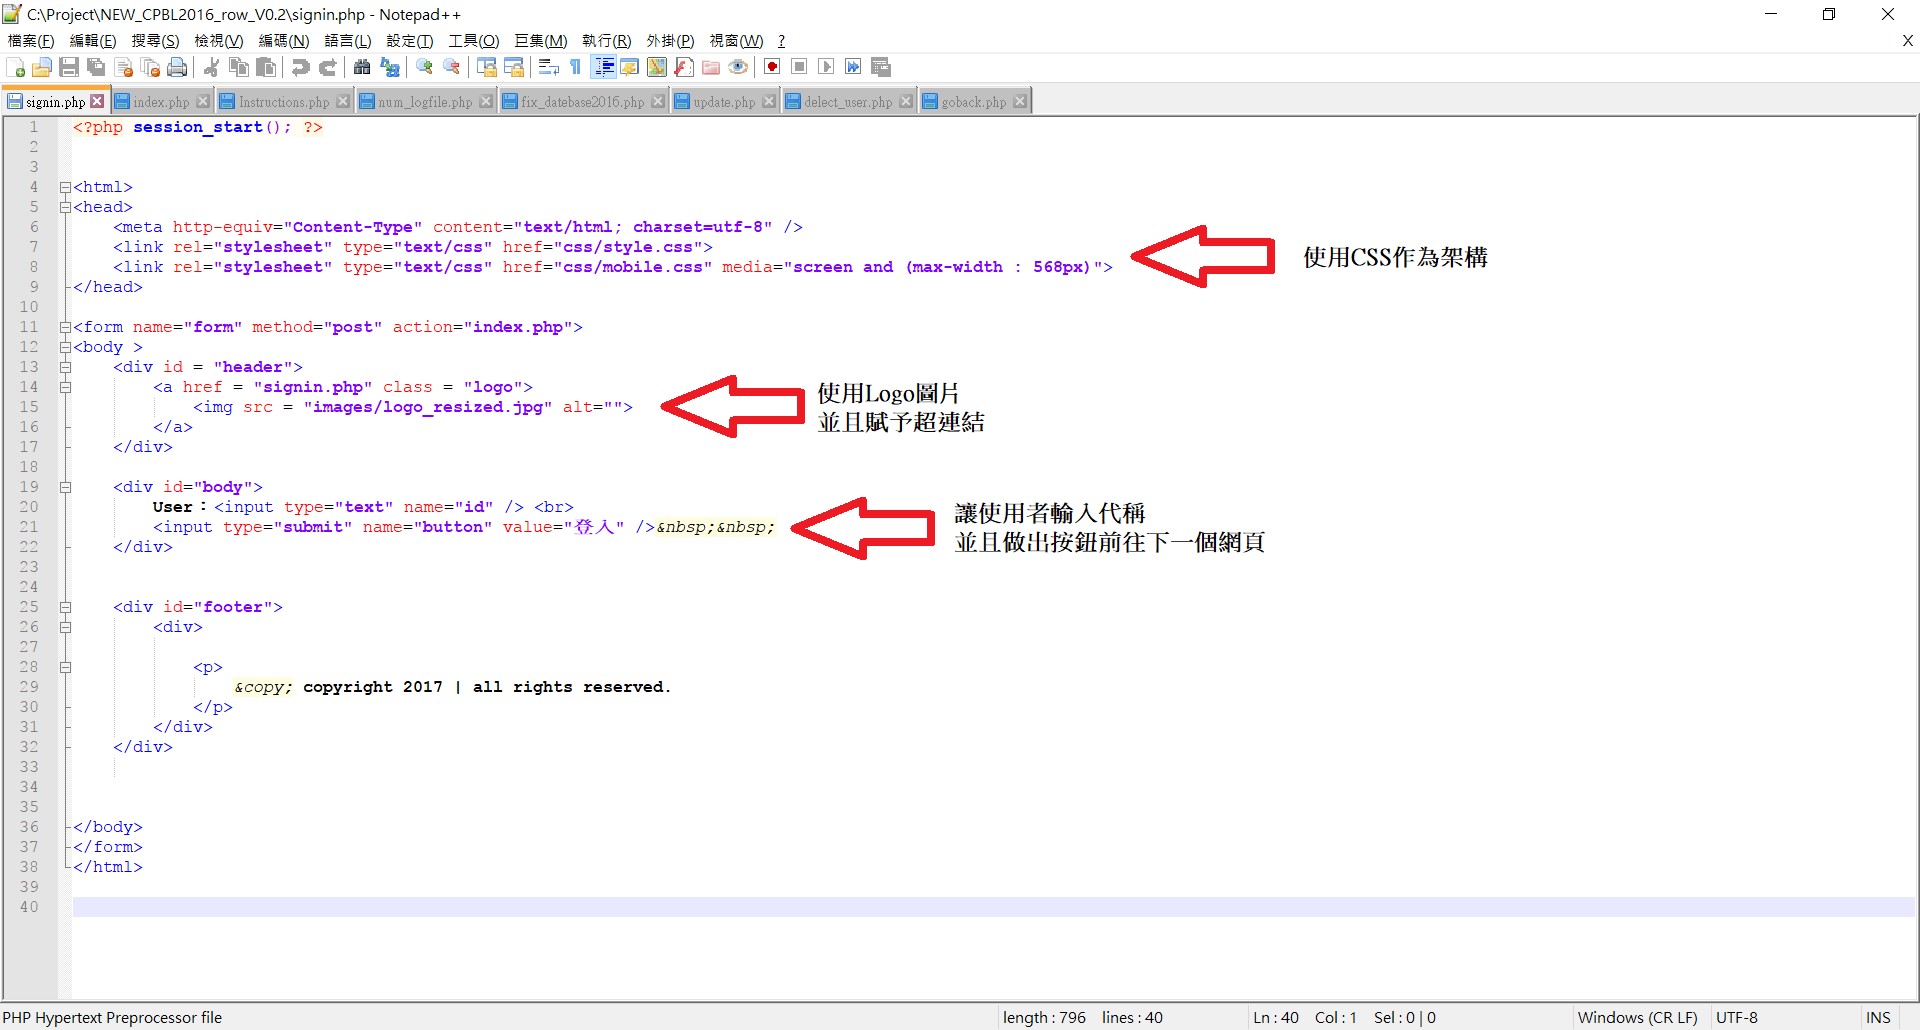 C:\Project\NEW_CPBL2016_row_V0.2\signin.php - Notepad++
檔案(F) 編輯(E) 搜尋(S) 檢視(V) 編碼(N) 語言(L) 設定(T) 工具(O) 巨集(M) 執行(R) 外掛(P) 視窗(W) ? X
signin.php index.php Instructions.php num_logfile.php fix_datebase2016.php update.php delect_user.php goback.php
1 <?php session_start(); ?>
2
3
4 <html>
5 <head>
6 <meta http-equiv="Content-Type" content="text/html; charset=utf-8" />
7 <link rel="stylesheet" type="text/css" href="css/style.css">
8 <link rel="stylesheet" type="text/css" href="css/mobile.css" media="screen and (max-width : 568px)">
使用CSS作為架構
9 </head>
10
11 <form name="form" method="post" action="index.php">
12 <body >
13 <div id = "header">
14 <a href = "signin.php" class = "logo">
15 <img src = "images/logo_resized.jpg" alt="">
使用Logo圖片
並且賦予超連結
16 </a>
17 </div>
18
19 <div id="body">
20 User：<input type="text" name="id" /> <br>
21 <input type="submit" name="button" value="登入" />&nbsp;&nbsp;
讓使用者輸入代稱
並且做出按鈕前往下一個網頁
22 </div>
23
24
25 <div id="footer">
26 <div>
27
28 <p>
29 &copy; copyright 2017 | all rights reserved.
30 </p>
31 </div>
32 </div>
33
34
35
36 </body>
37 </form>
38 </html>
39
40
PHP Hypertext Preprocessor file length : 796 lines : 40 Ln : 40 Col : 1 Sel : 0 | 0 Windows (CR LF) UTF-8 INS